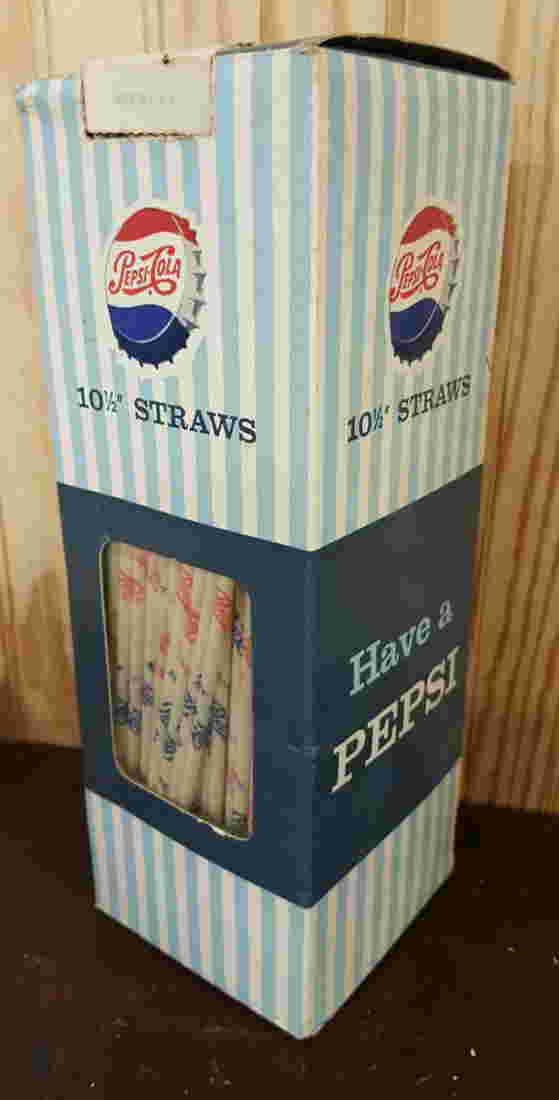 PEPSI-COLA
10½" STRAWS
PEPSI-COLA
10½" STRAWS
Have a
PEPSI